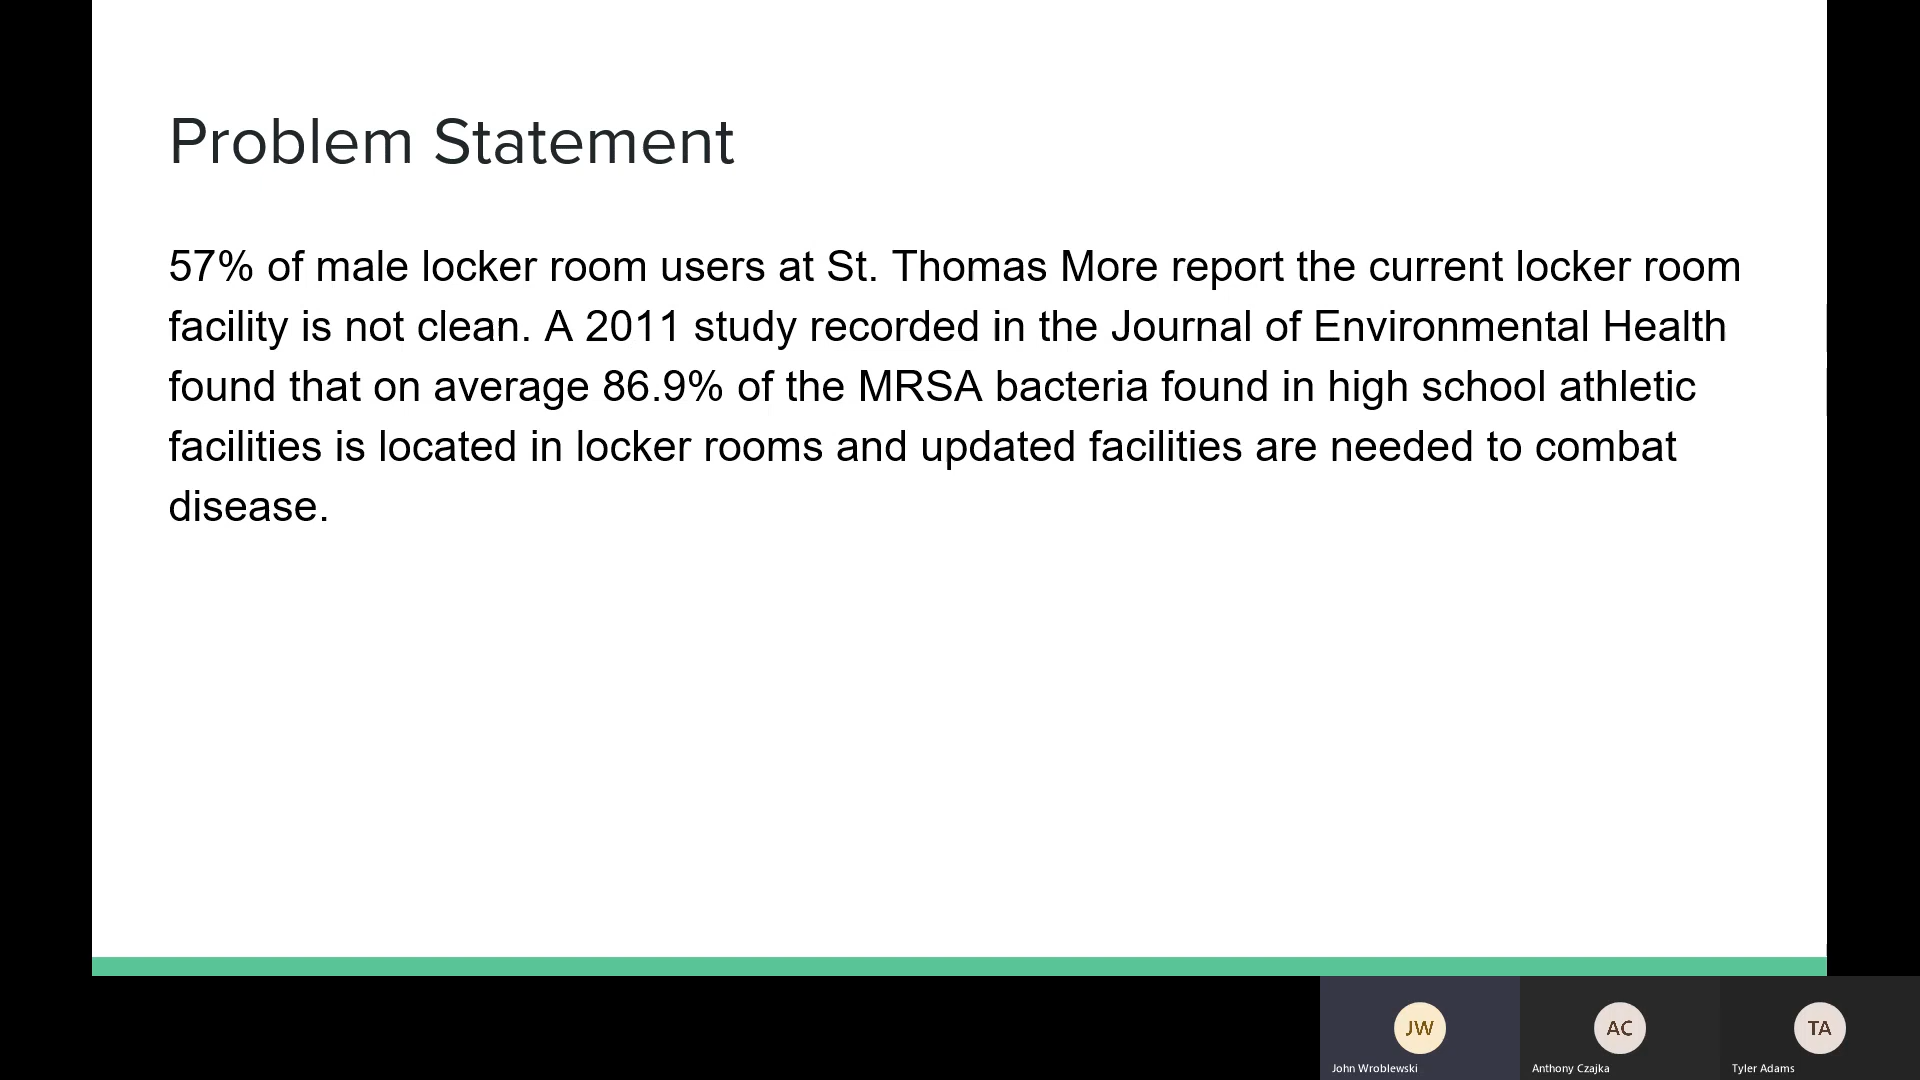 Problem Statement
57% of male locker room users at St. Thomas More report the current locker room
facility is not clean. A 2011 study recorded in the Journal of Environmental Health
found that on average 86.9% of the MRSA bacteria found in high school athletic
facilities is located in locker rooms and updated facilities are needed to combat
disease.
JW
AC
TA
John Wroblewski
Anthony Czajka
Tyler Adams